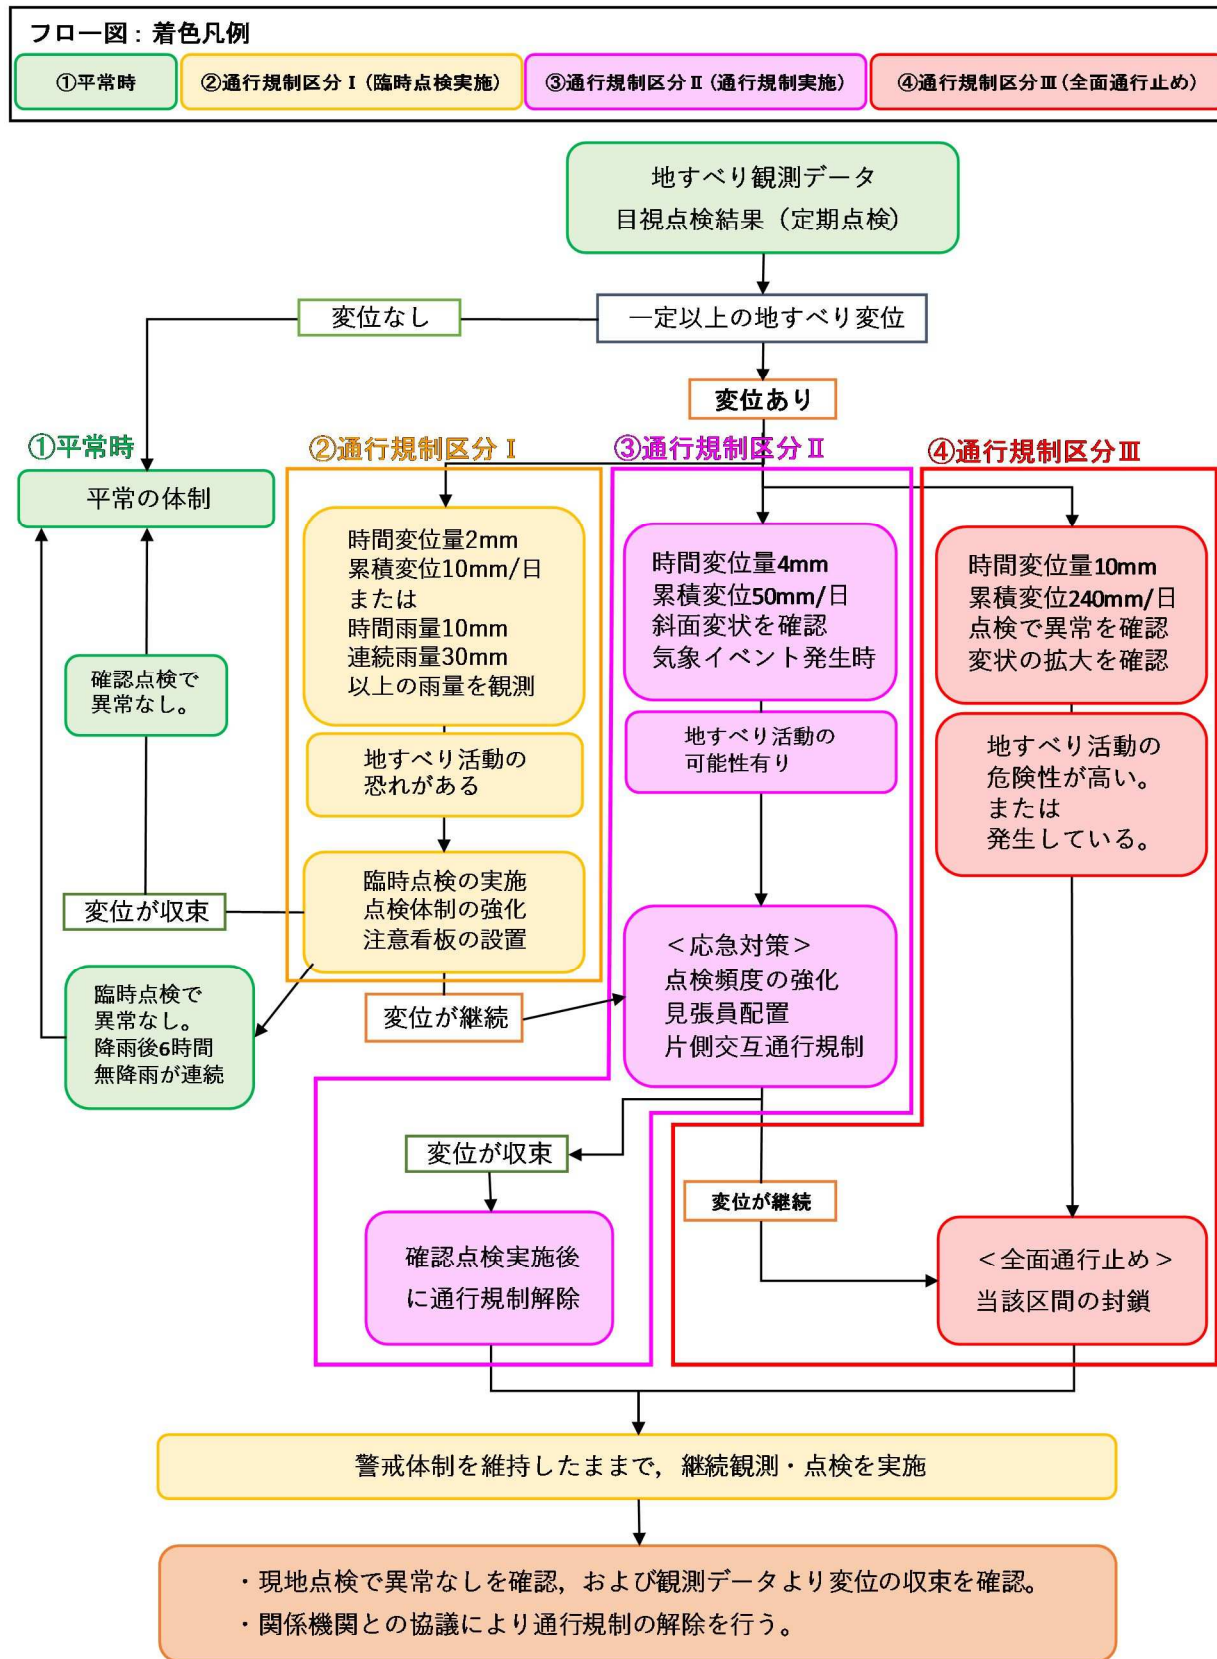 フロー図：着色凡例
①平常時
②通行規制区分Ⅰ(臨時点検実施)
③通行規制区分Ⅱ(通行規制実施)
④通行規制区分Ⅲ(全面通行止め)
地すべり観測データ
目視点検結果（定期点検）
一定以上の地すべり変位
変位なし
変位あり
①平常時
平常の体制
②通行規制区分Ⅰ
時間変位量2mm
累積変位10mm/日
または
時間雨量10mm
連続雨量30mm
以上の雨量を観測
地すべり活動の
恐れがある
臨時点検の実施
点検体制の強化
注意看板の設置
確認点検で
異常なし。
変位が収束
臨時点検で
異常なし。
降雨後6時間
無降雨が連続
変位が継続
③通行規制区分Ⅱ
時間変位量4mm
累積変位50mm/日
斜面変状を確認
気象イベント発生時
地すべり活動の
可能性有り
＜応急対策＞
点検頻度の強化
見張員配置
片側交互通行規制
変位が収束
確認点検実施後
に通行規制解除
変位が継続
④通行規制区分Ⅲ
時間変位量10mm
累積変位240mm/日
点検で異常を確認
変状の拡大を確認
地すべり活動の
危険性が高い。
または
発生している。
＜全面通行止め＞
当該区間の封鎖
警戒体制を維持したままで，継続観測・点検を実施
・現地点検で異常なしを確認，および観測データより変位の収束を確認。
・関係機関との協議により通行規制の解除を行う。